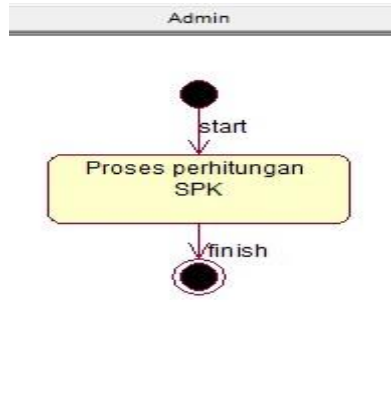 Admin
start
Proses perhitungan
SPK
finish